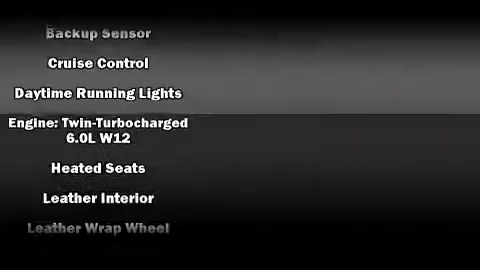 Backup Sensor
Cruise Control
Daytime Running Lights
Engine: Twin-Turbocharged
6.0L W12
Heated Seats
Leather Interior
Leather Wrap Wheel